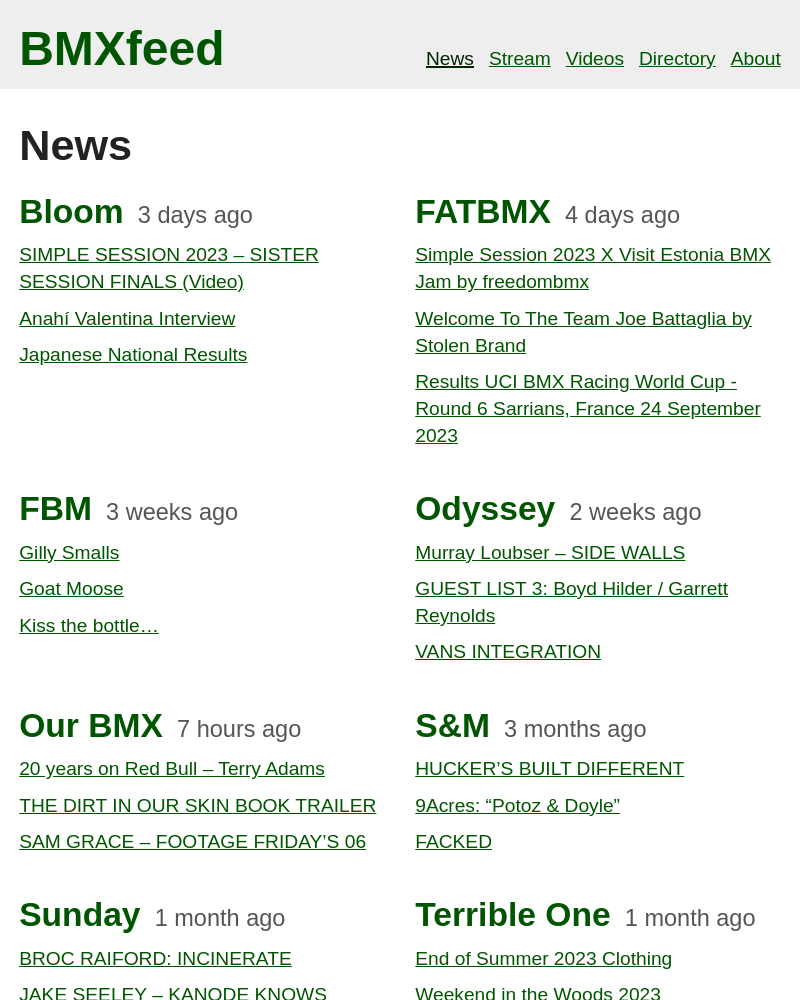 BMXfeed
News Stream Videos Directory About
News
Bloom 3 days ago
SIMPLE SESSION 2023 – SISTER
SESSION FINALS (Video)
Anahí Valentina Interview
Japanese National Results
FATBMX 4 days ago
Simple Session 2023 X Visit Estonia BMX
Jam by freedombmx
Welcome To The Team Joe Battaglia by
Stolen Brand
Results UCI BMX Racing World Cup -
Round 6 Sarrians, France 24 September
2023
FBM 3 weeks ago
Gilly Smalls
Goat Moose
Kiss the bottle…
Odyssey 2 weeks ago
Murray Loubser – SIDE WALLS
GUEST LIST 3: Boyd Hilder / Garrett
Reynolds
VANS INTEGRATION
Our BMX 7 hours ago
20 years on Red Bull – Terry Adams
THE DIRT IN OUR SKIN BOOK TRAILER
SAM GRACE – FOOTAGE FRIDAY’S 06
S&M 3 months ago
HUCKER’S BUILT DIFFERENT
9Acres: “Potoz & Doyle”
FACKED
Sunday 1 month ago
BROC RAIFORD: INCINERATE
JAKE SEELEY – KANODE KNOWS
Terrible One 1 month ago
End of Summer 2023 Clothing
Weekend in the Woods 2023